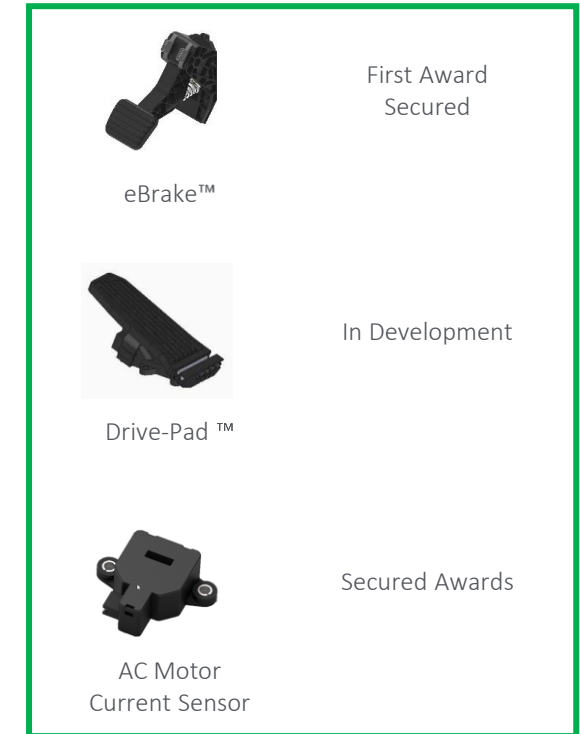 First Award
Secured
eBrake™
In Development
Drive-Pad ™
Secured Awards
AC Motor
Current Sensor